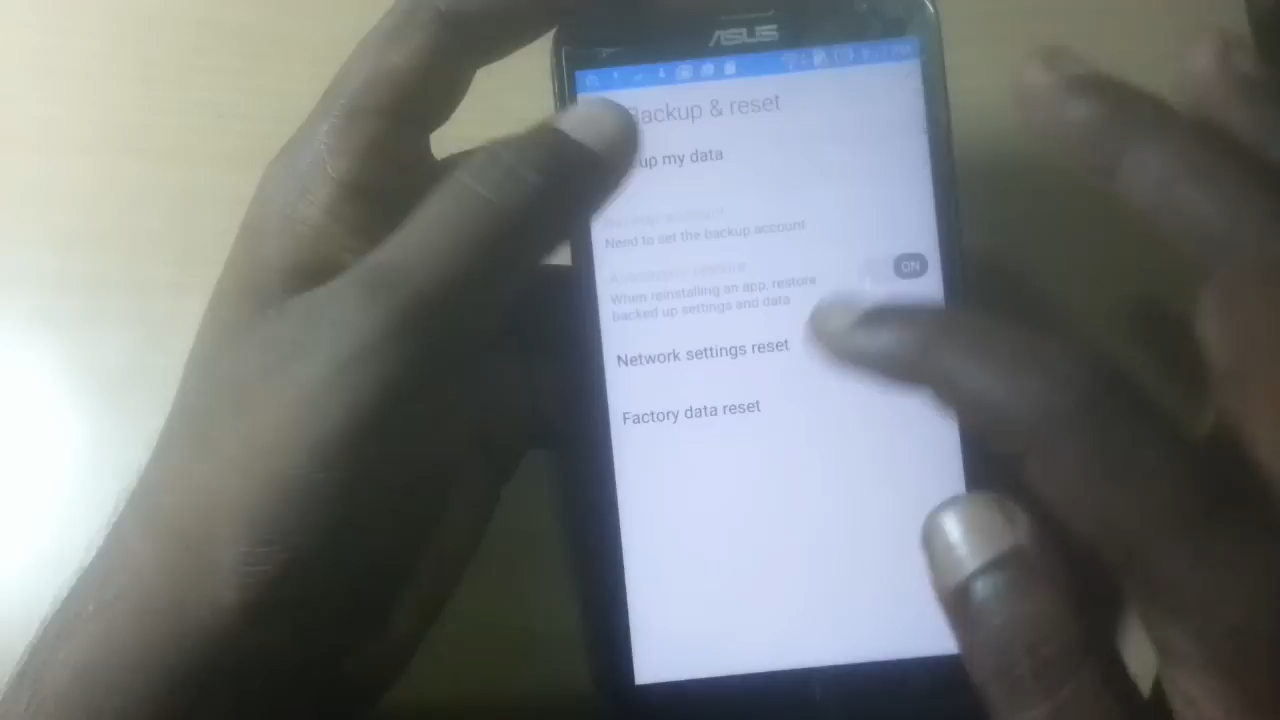 ASUS
Backup & reset
up my data
Need to set the backup account
ON
When reinstalling an app, restore
backed up settings and data
Network settings reset
Factory data reset